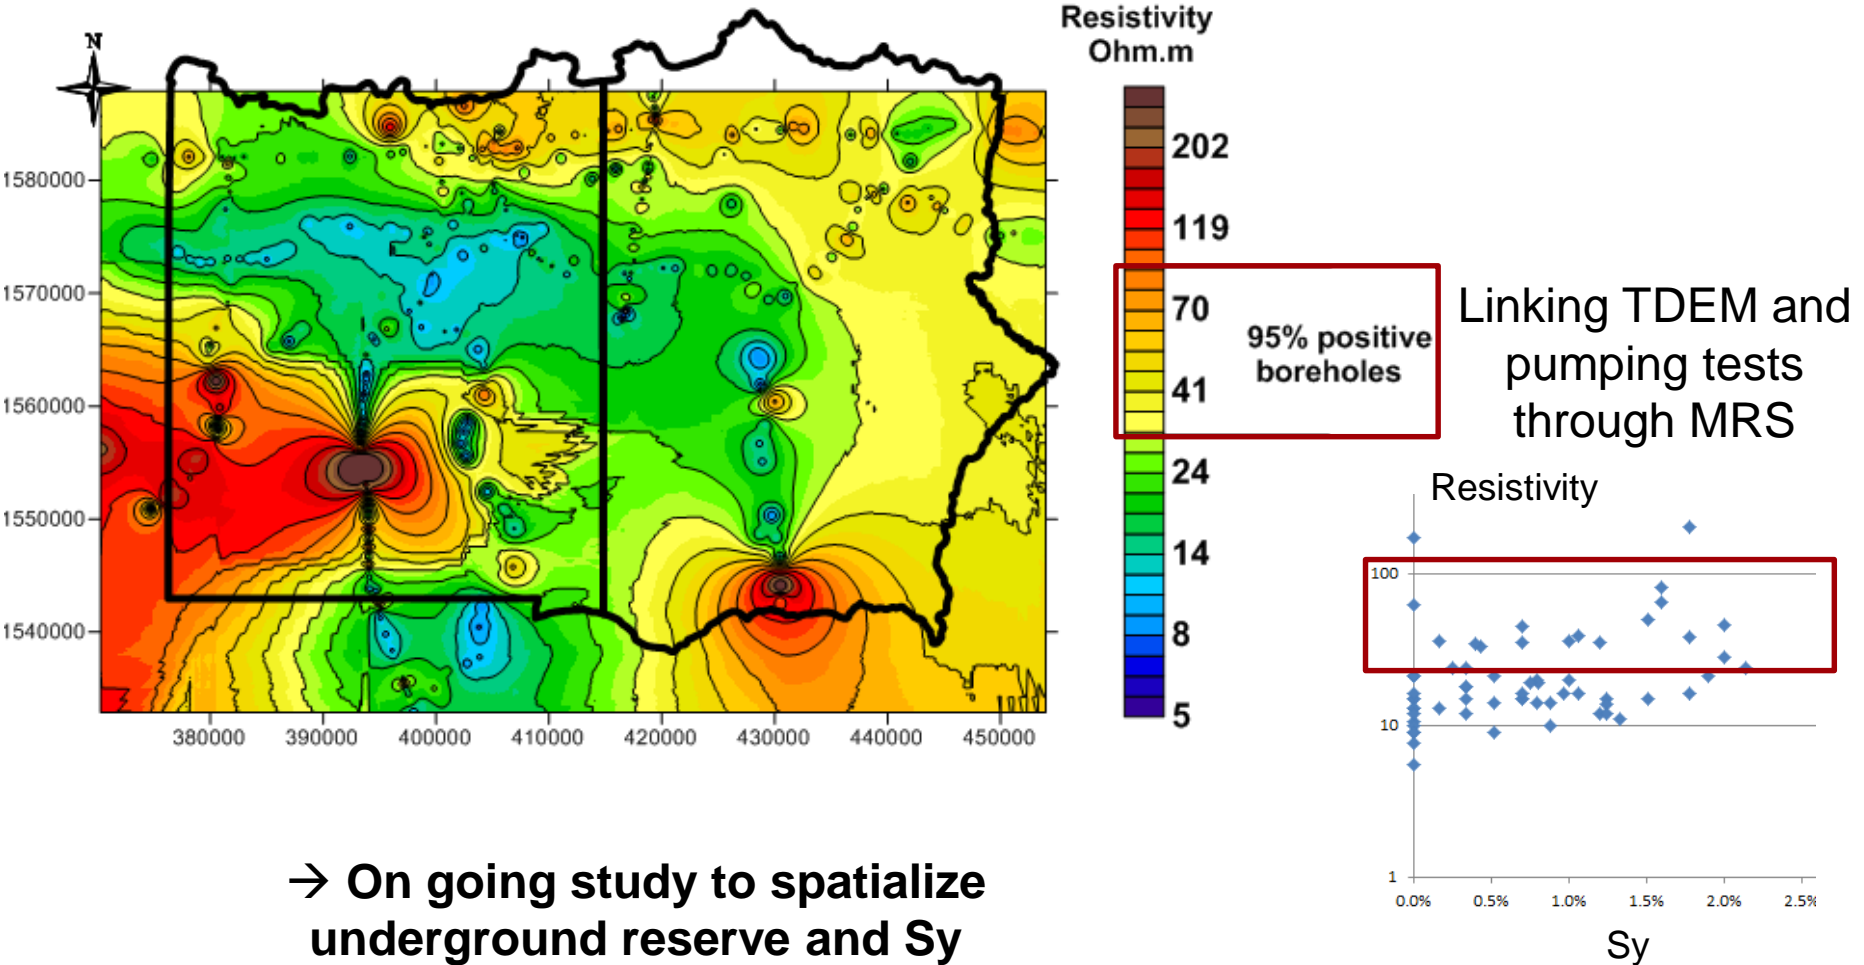 N
1580000
1570000
1560000
1550000
1540000
380000 390000 400000 410000 420000 430000 440000 450000
Resistivity
Ohm.m
202
119
70
41
24
14
8
5
95% positive
boreholes
Linking TDEM and
pumping tests
through MRS
Resistivity
100
10
1
0.0% 0.5% 1.0% 1.5% 2.0% 2.5%
Sy
→ On going study to spatialize
underground reserve and Sy